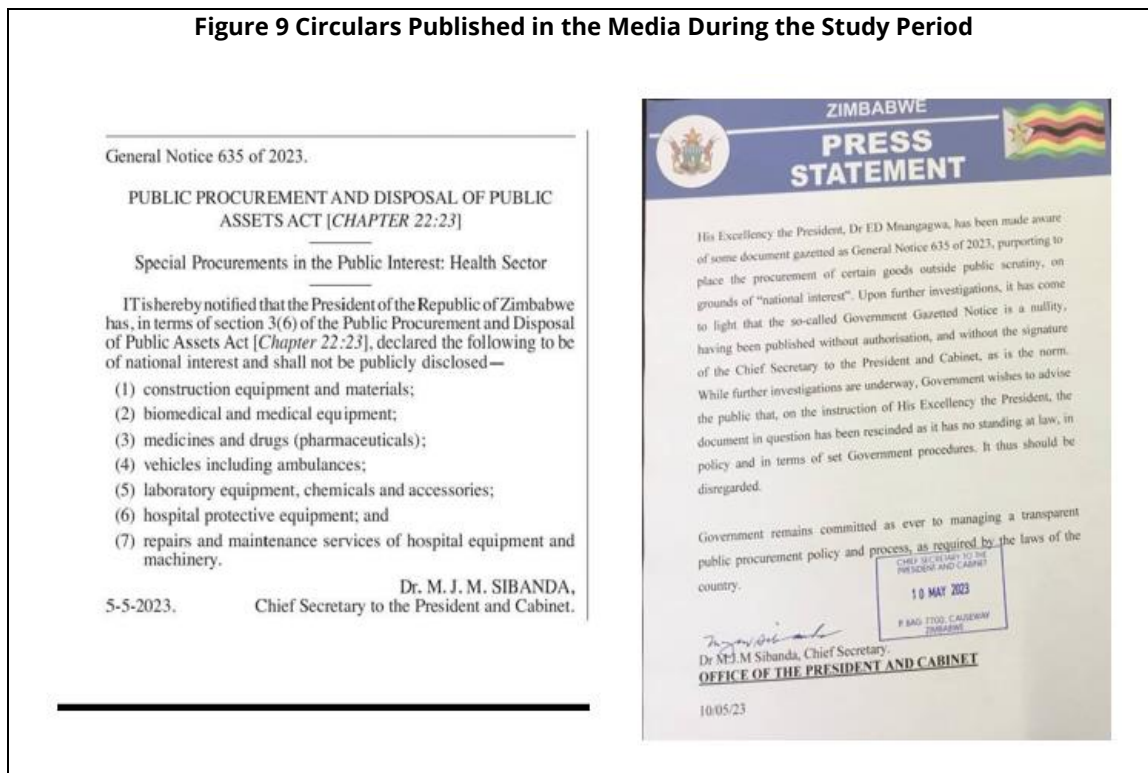 Figure 9 Circulars Published in the Media During the Study Period
General Notice 635 of 2023.
PUBLIC PROCUREMENT AND DISPOSAL OF PUBLIC
ASSETS ACT [CHAPTER 22:23]
Special Procurements in the Public Interest: Health Sector
IT is hereby notified that the President of the Republic of Zimbabwe
has, in terms of section 3(6) of the Public Procurement and Disposal
of Public Assets Act [Chapter 22:23], declared the following to be
of national interest and shall not be publicly disclosed—
(1) construction equipment and materials;
(2) biomedical and medical equipment;
(3) medicines and drugs (pharmaceuticals);
(4) vehicles including ambulances;
(5) laboratory equipment, chemicals and accessories;
(6) hospital protective equipment; and
(7) repairs and maintenance services of hospital equipment and
machinery.
Dr. M. J. M. SIBANDA,
5-5-2023. Chief Secretary to the President and Cabinet.
ZIMBABWE
PRESS
STATEMENT
His Excellency the President, Dr ED Mnangagwa, has been made aware
of some document gazetted as General Notice 635 of 2023, purporting to
place the procurement of certain goods outside public scrutiny, on
grounds of “national interest”. Upon further investigations, it has come
to light that the so-called Government Gazetted Notice is a nullity,
having been published without authorisation, and without the signature
of the Chief Secretary to the President and Cabinet, as is the norm.
While further investigations are underway, Government wishes to advise
the public that, on the instruction of His Excellency the President, the
document in question has been rescinded as it has no standing at law, in
policy and in terms of set Government procedures. It thus should be
disregarded.
Government remains committed as ever to managing a transparent
public procurement policy and process, as required by the laws of the
country.
CHIEF SECRETARY TO THE
PRESIDENT AND CABINET
10 MAY 2023
P. BAG 7700, CAUSEWAY
ZIMBABWE
Dr M.J.M Sibanda, Chief Secretary.
OFFICE OF THE PRESIDENT AND CABINET
10/05/23